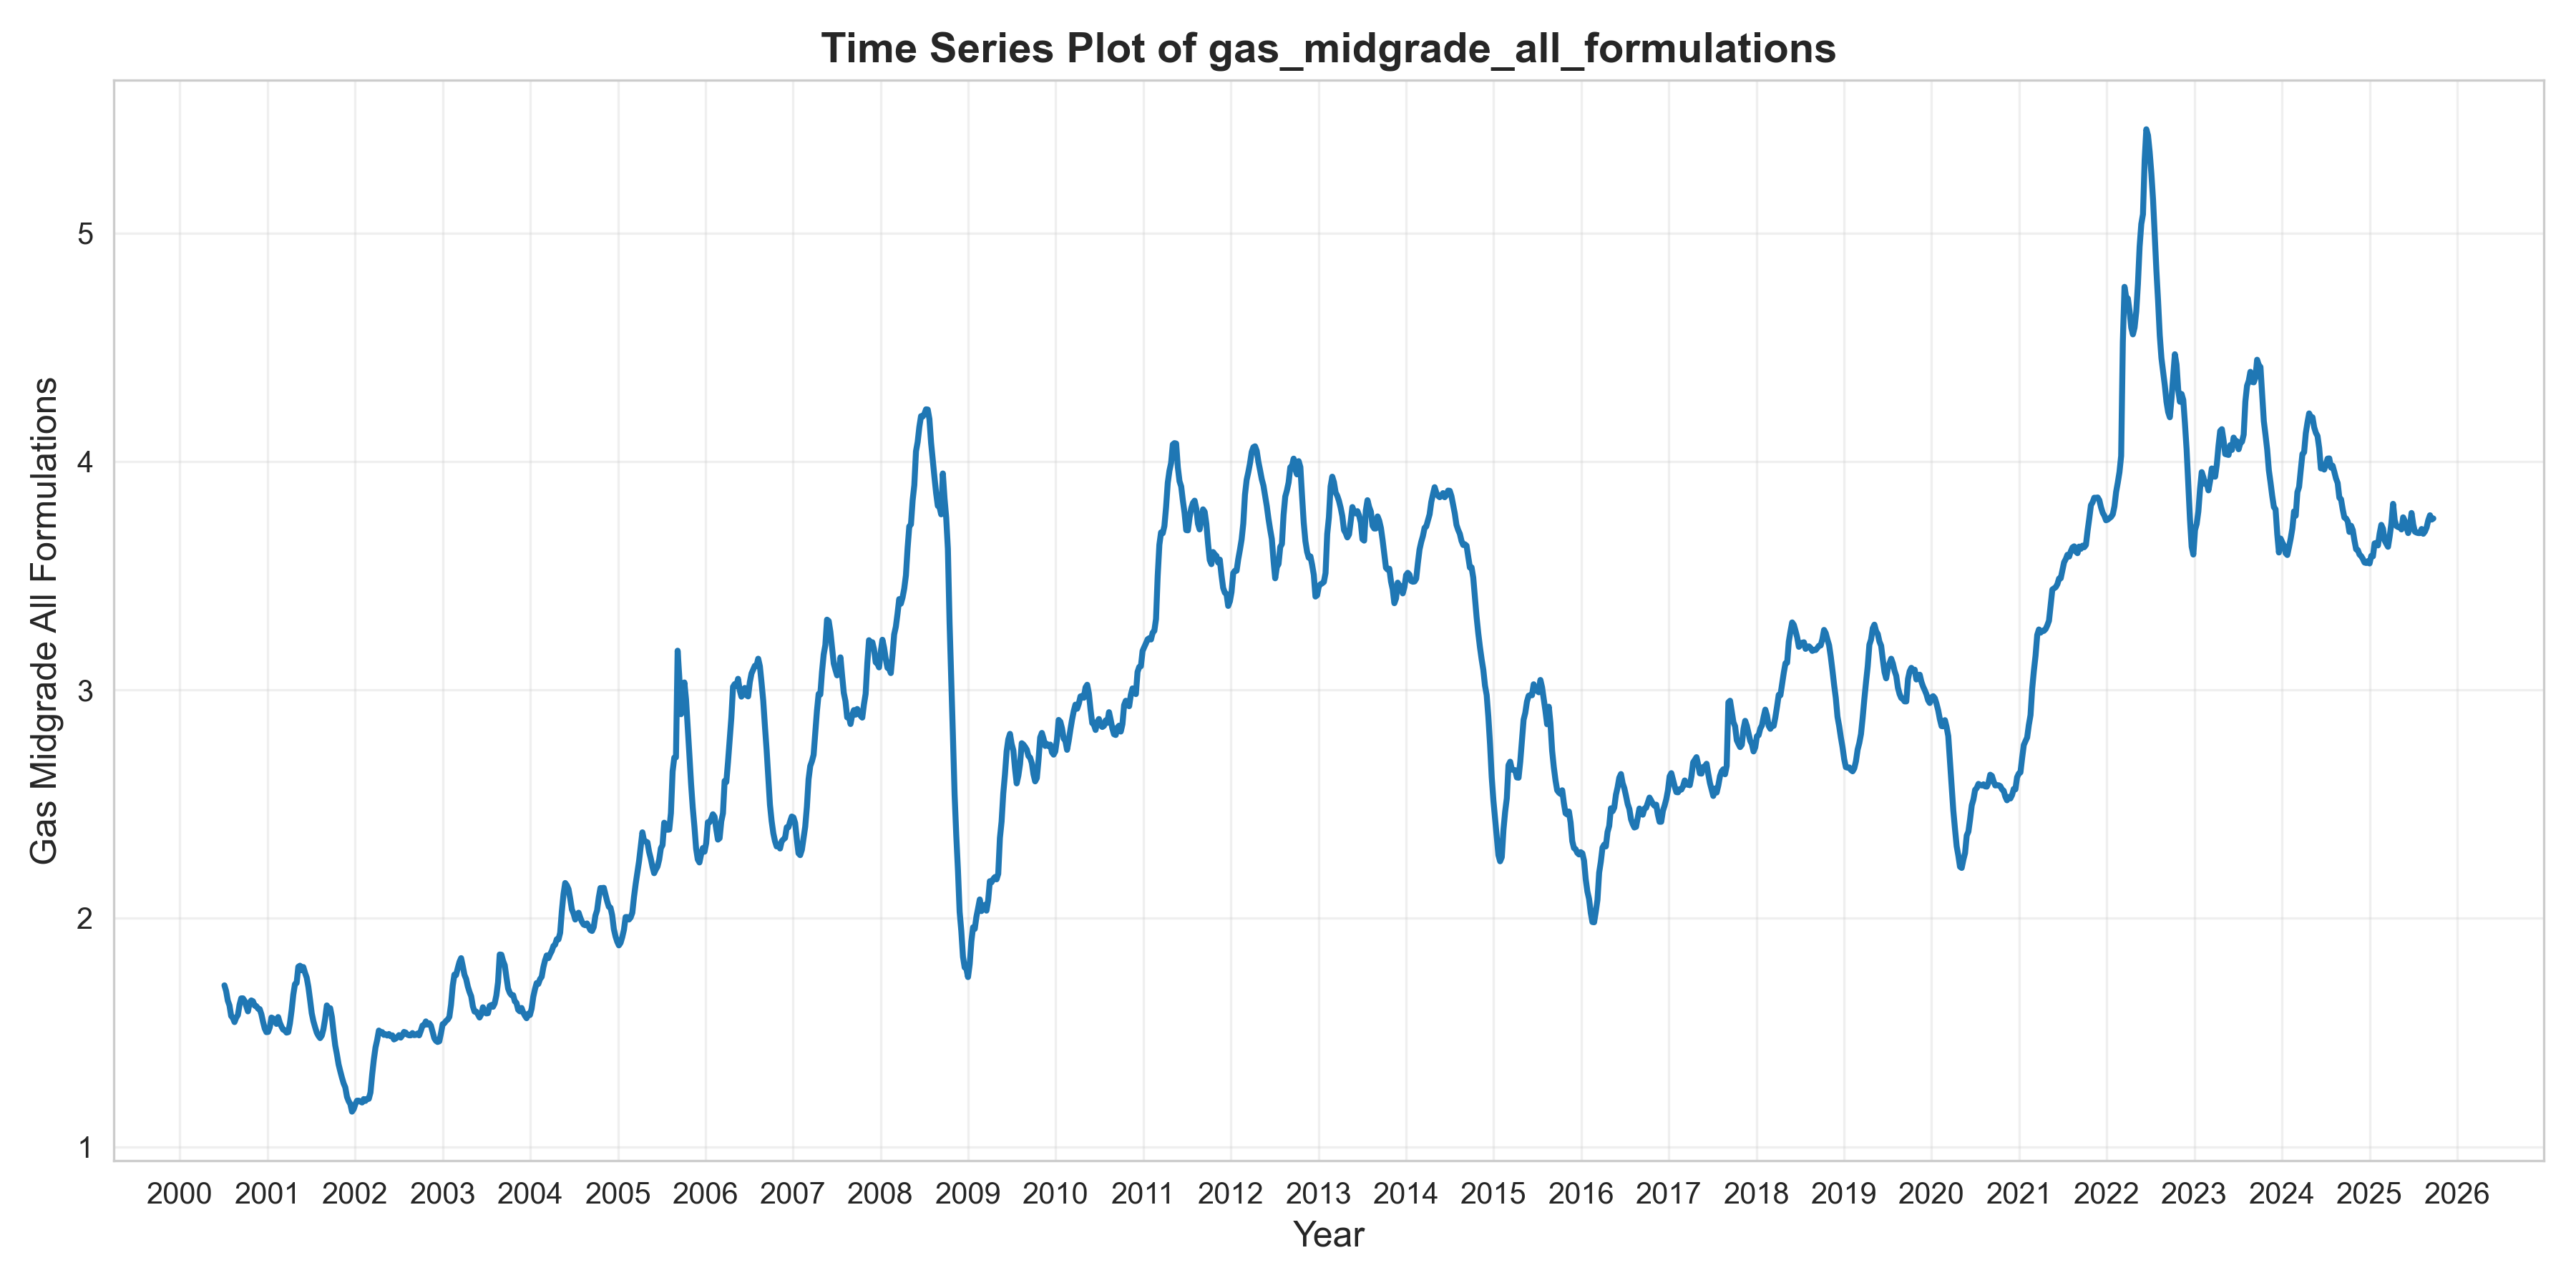 Time Series Plot of gas_midgrade_all_formulations
Gas Midgrade All Formulations
5
4
3
2
1
2000 2001 2002 2003 2004 2005 2006 2007 2008 2009 2010 2011 2012 2013 2014 2015 2016 2017 2018 2019 2020 2021 2022 2023 2024 2025 2026
Year